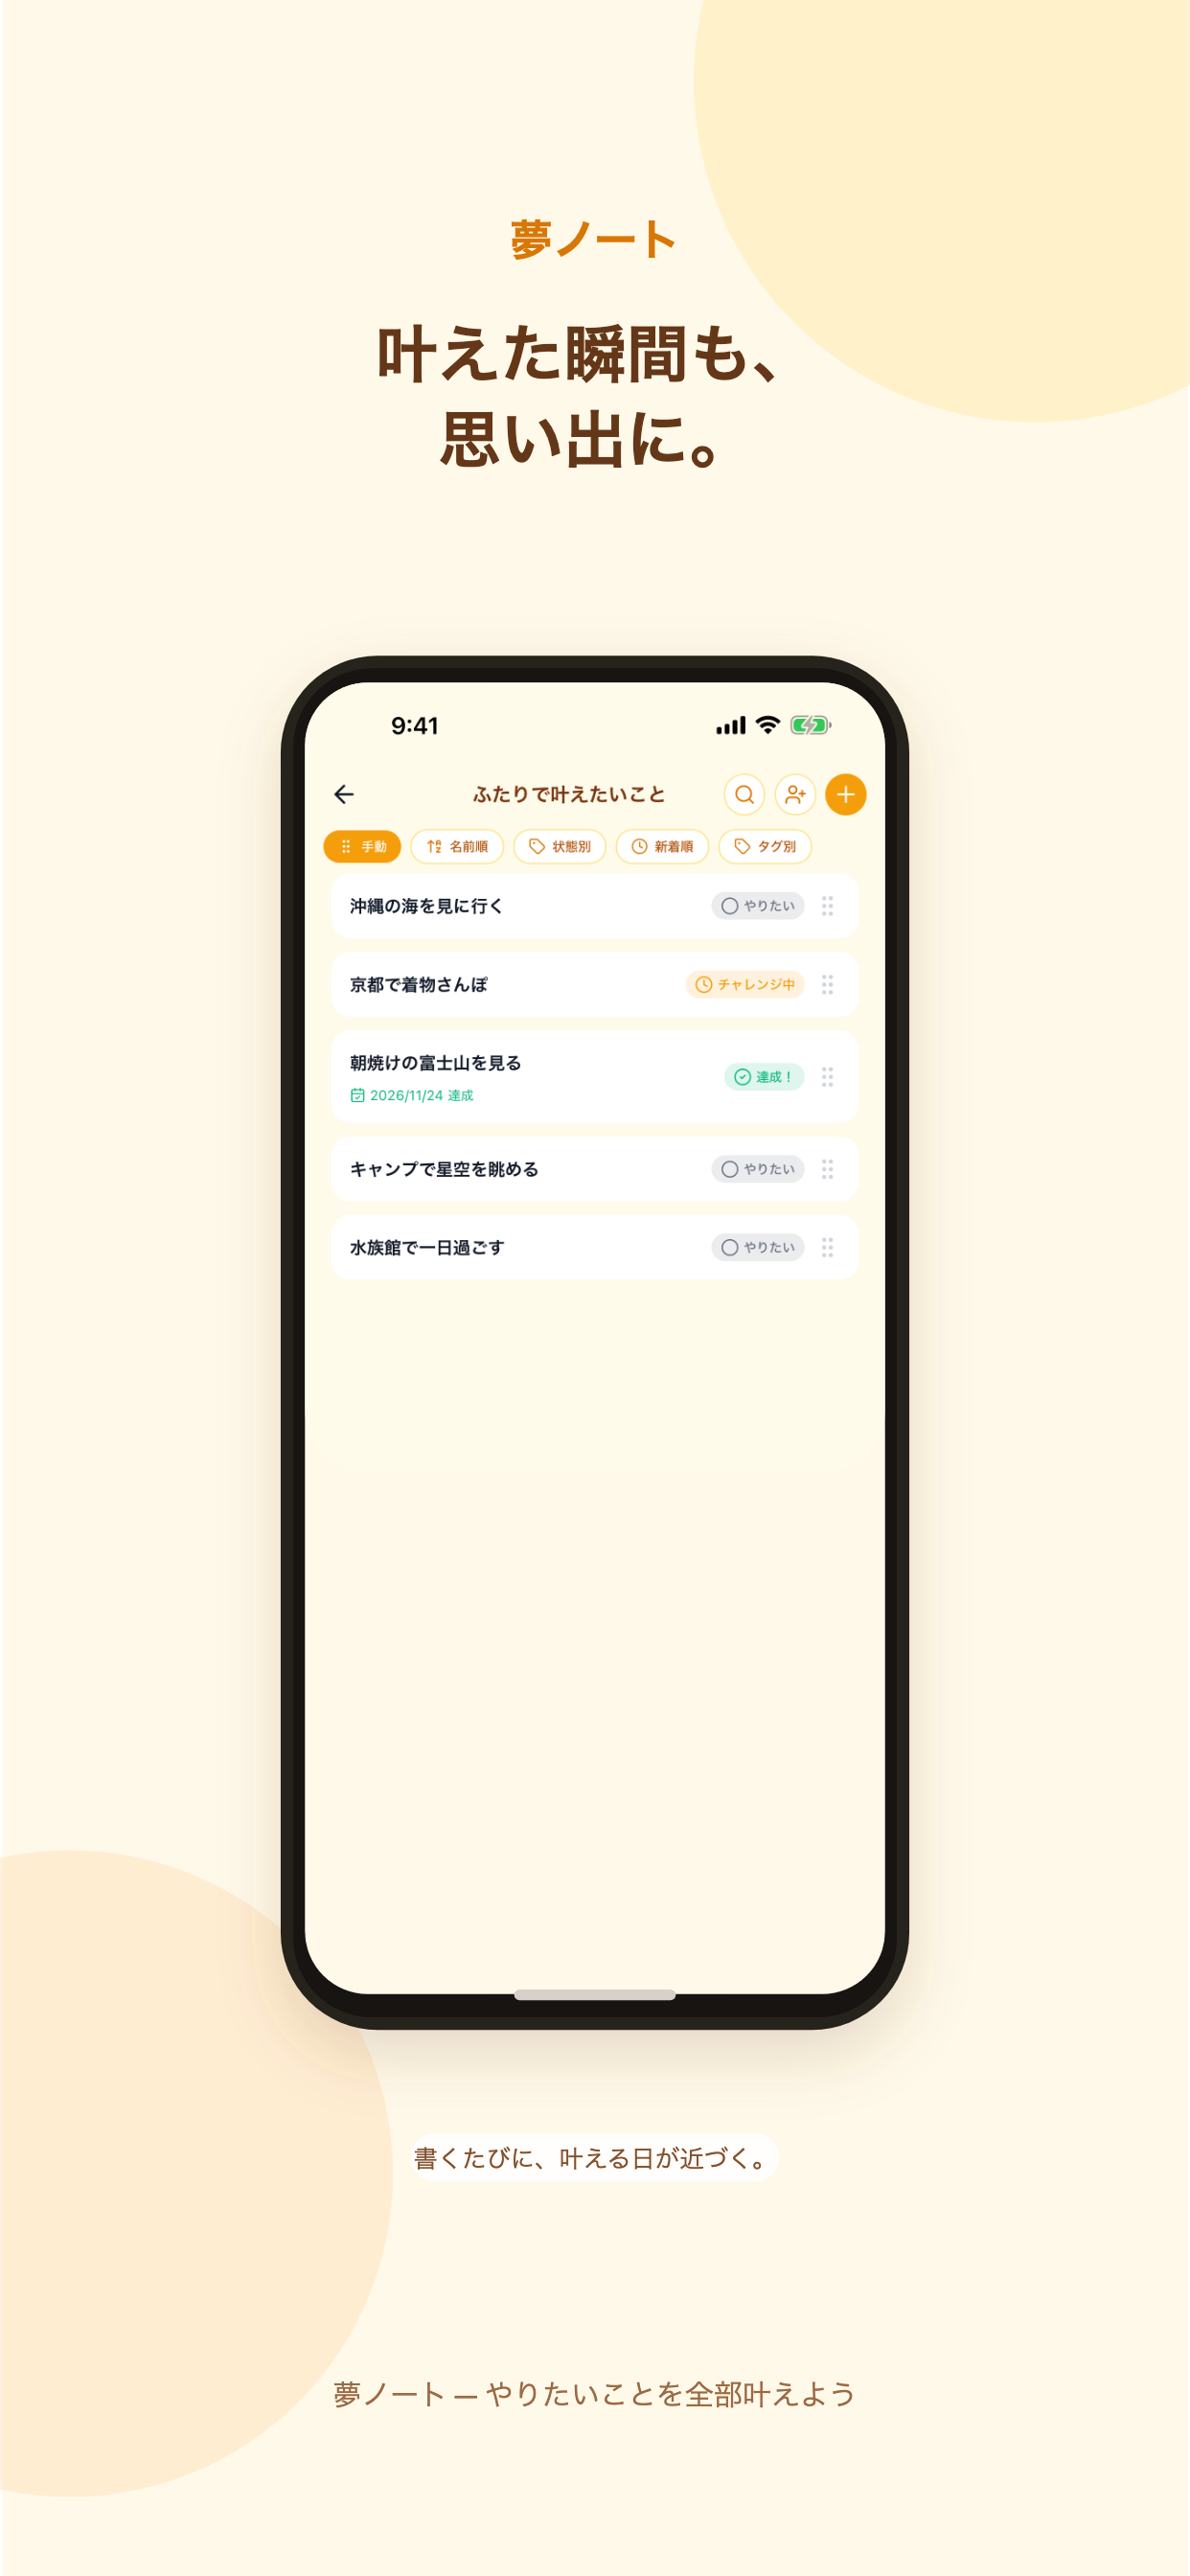 夢ノート
叶えた瞬間も、
思い出に。
9:41
ふたりで叶えたいこと
手動 名前順 状態別 新着順 タグ別
沖縄の海を見に行く やりたい
京都で着物さんぽ チャレンジ中
朝焼けの富士山を見る 達成！
2026/11/24 達成
キャンプで星空を眺める やりたい
水族館で一日過ごす やりたい
書くたびに、叶える日が近づく。
夢ノート — やりたいことを全部叶えよう